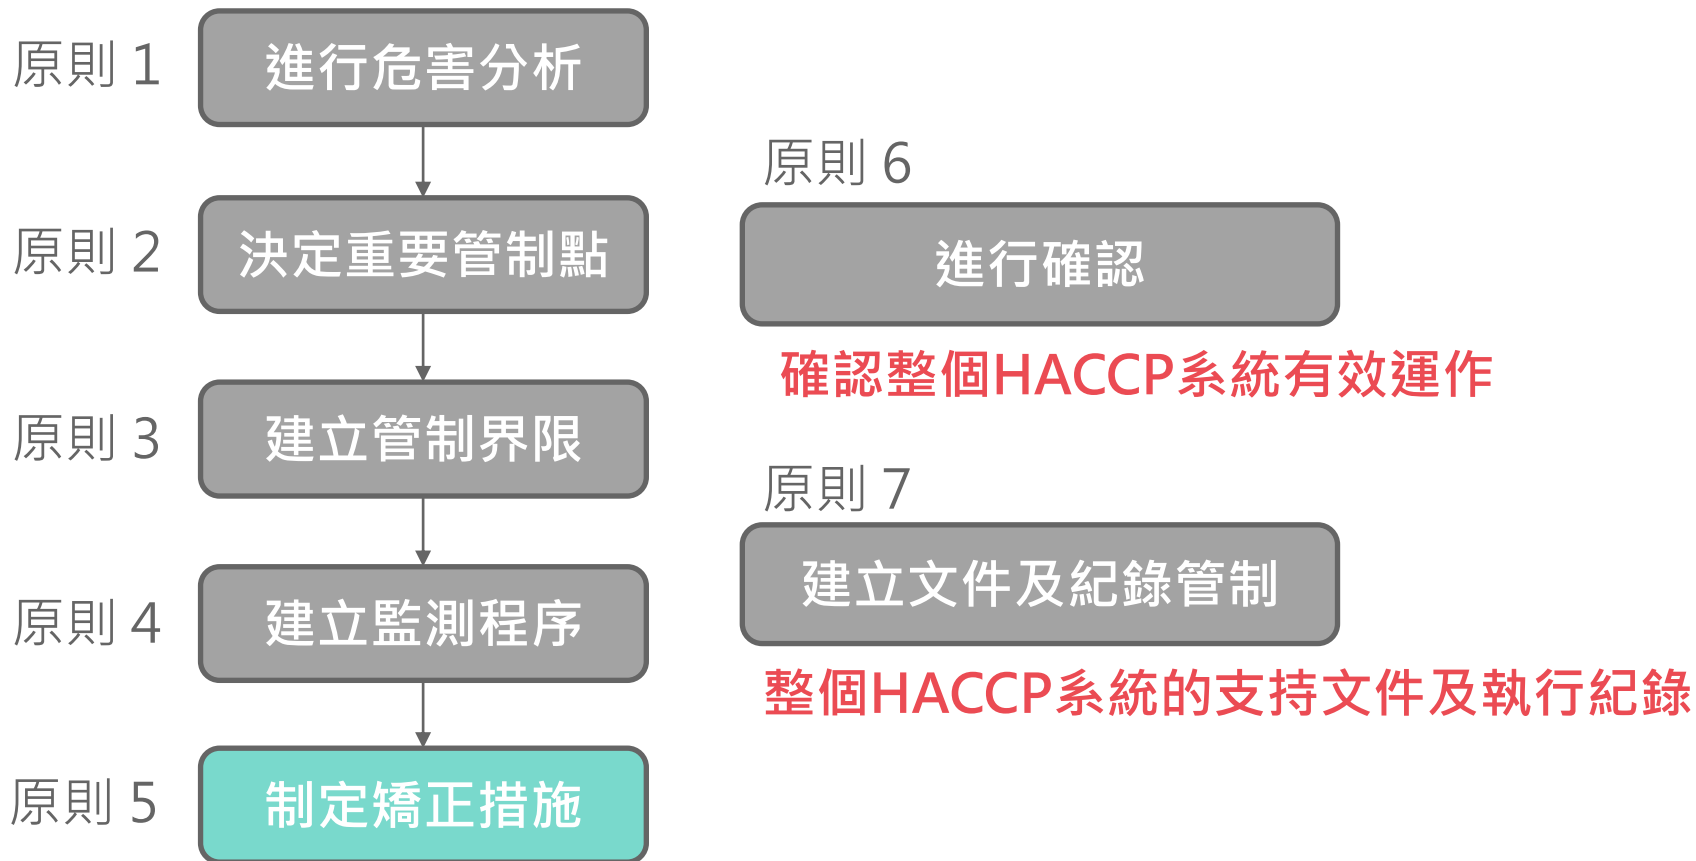 原則 1
進行危害分析
原則 2
決定重要管制點
原則 3
建立管制界限
原則 4
建立監測程序
原則 5
制定矯正措施
原則 6
進行確認
確認整個HACCP系統有效運作
原則 7
建立文件及紀錄管制
整個HACCP系統的支持文件及執行紀錄